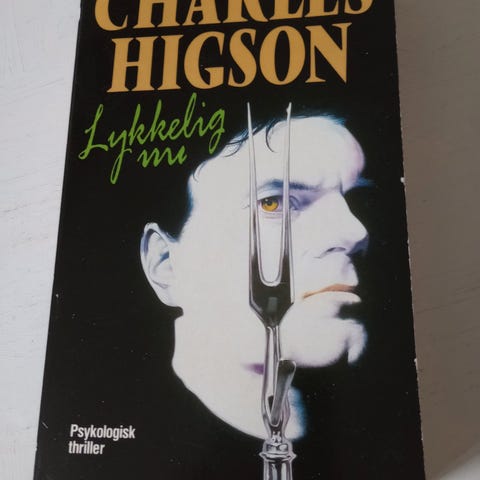 CHARLES
HIGSON
Lykkelig
nu
Psykologisk
thriller